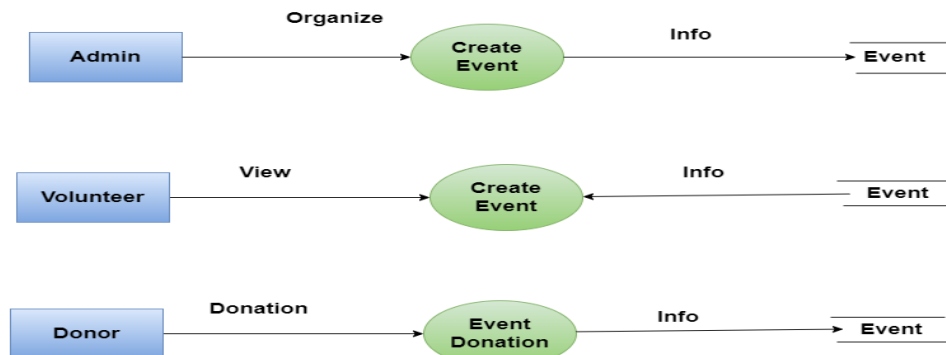 Organize
Info
Admin
Create
Event
Event
View
Info
Volunteer
Create
Event
Event
Donation
Info
Donor
Event
Donation
Event